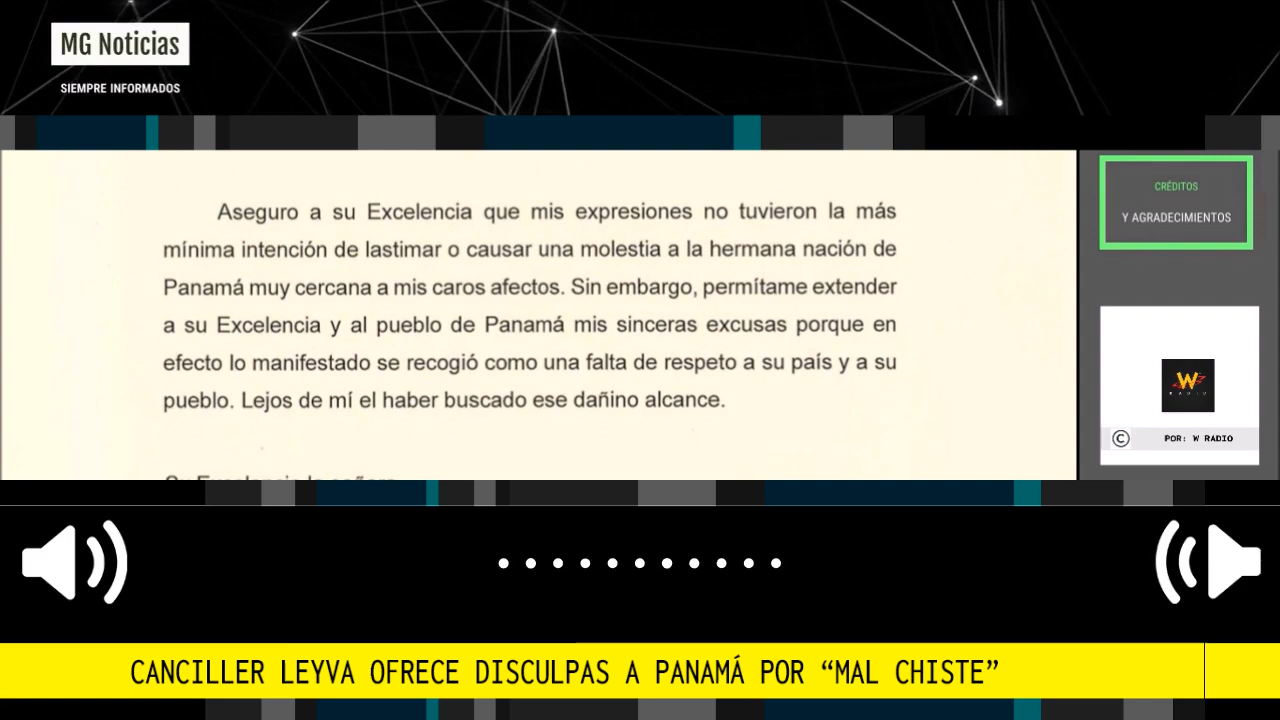 MG Noticias
SIEMPRE INFORMADOS
Aseguro a su Excelencia que mis expresiones no tuvieron la más
mínima intención de lastimar o causar una molestia a la hermana nación de
Panamá muy cercana a mis caros afectos. Sin embargo, permítame extender
a su Excelencia y al pueblo de Panamá mis sinceras excusas porque en
efecto lo manifestado se recogió como una falta de respeto a su país y a su
pueblo. Lejos de mí el haber buscado ese dañino alcance.
CRÉDITOS
Y AGRADECIMIENTOS
W
RADIO
© POR: W RADIO
CANCILLER LEYVA OFRECE DISCULPAS A PANAMÁ POR “MAL CHISTE”